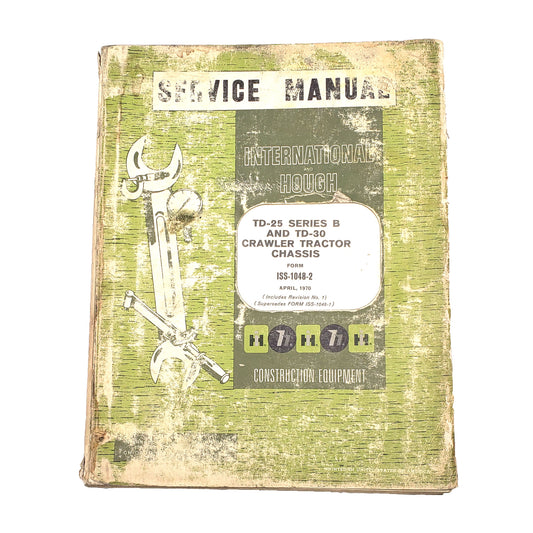 SERVICE MANUAL
INTERNATIONAL
AND
HOUGH
TD-25 SERIES B
AND TD-30
CRAWLER TRACTOR
CHASSIS
FORM
ISS-1048-2
APRIL, 1970
(Includes Revision No. 1)
(Supersedes FORM ISS-1048-1)
CONSTRUCTION EQUIPMENT